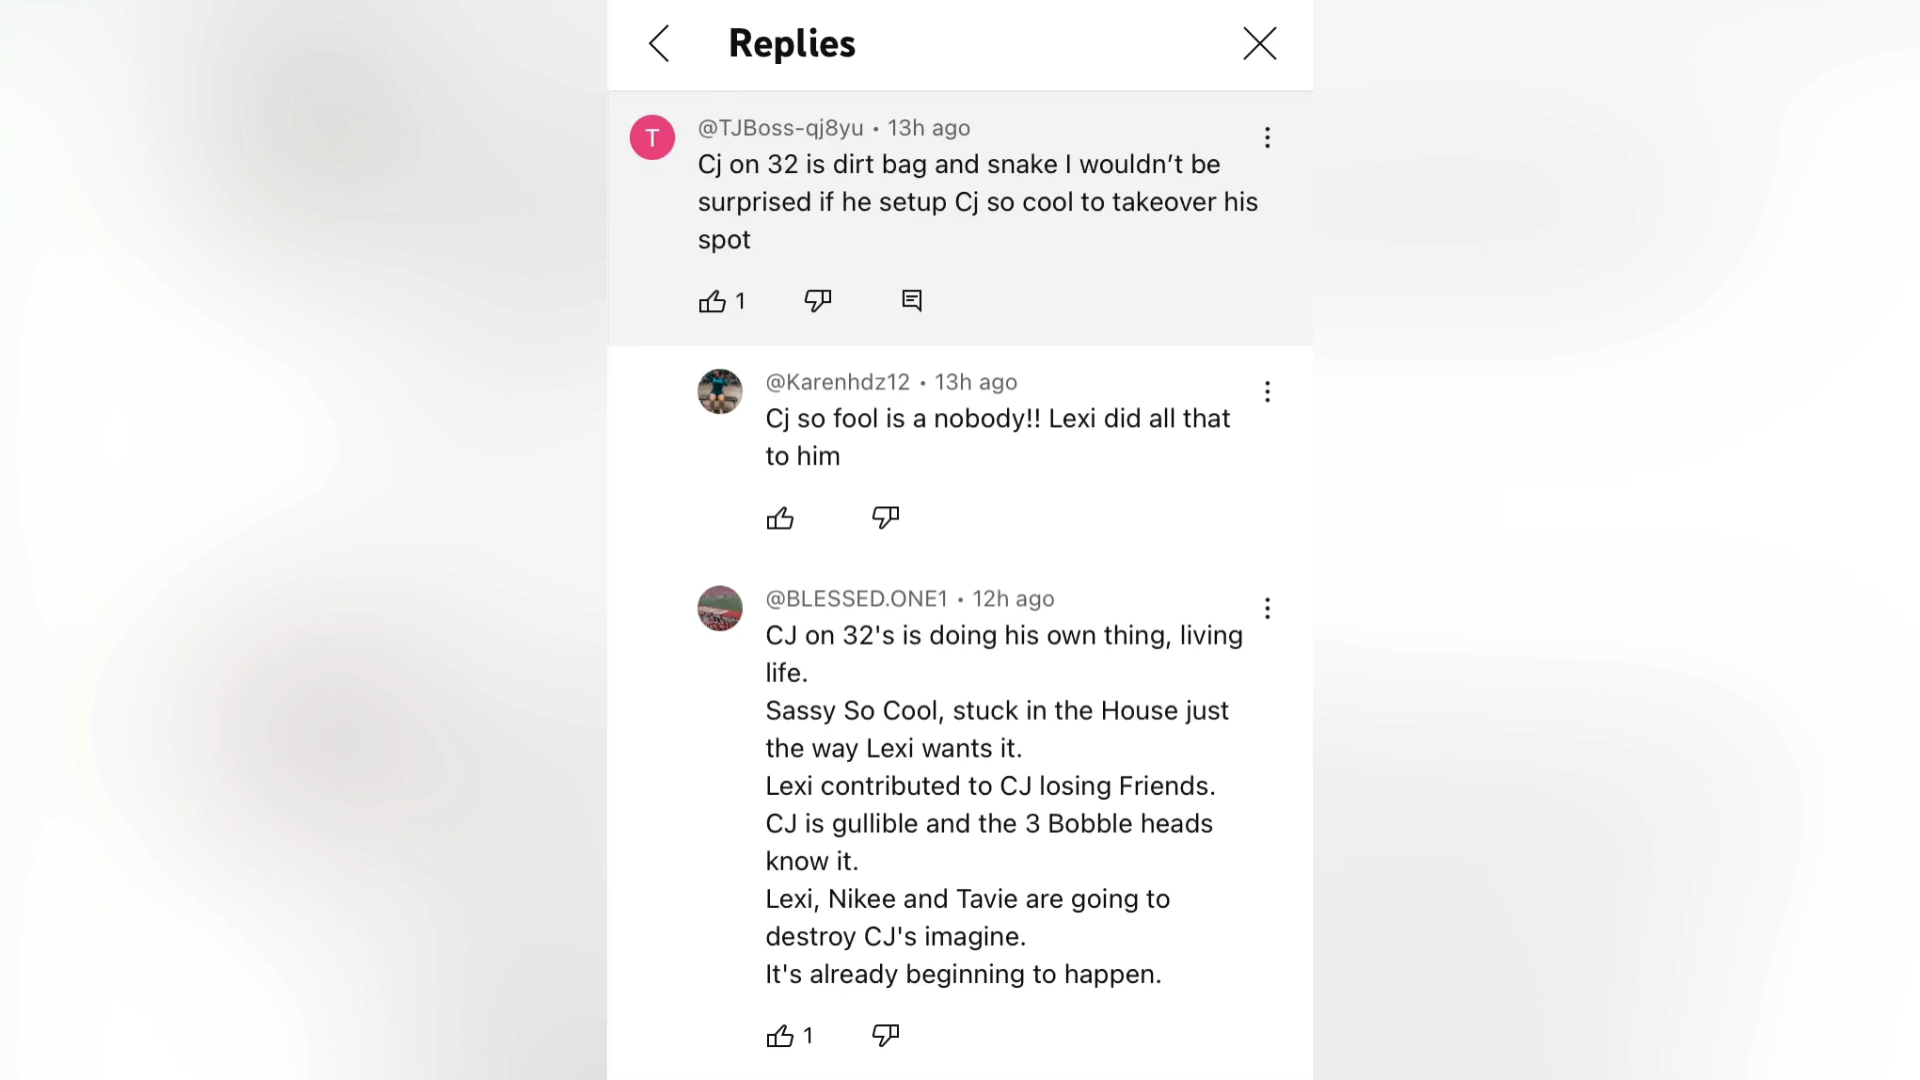 Replies
T
@TJBoss-qj8yu • 13h ago
Cj on 32 is dirt bag and snake I wouldn’t be
surprised if he setup Cj so cool to takeover his
spot
1
@Karenhdz12 • 13h ago
Cj so fool is a nobody!! Lexi did all that
to him
@BLESSED.ONE1 • 12h ago
CJ on 32's is doing his own thing, living
life.
Sassy So Cool, stuck in the House just
the way Lexi wants it.
Lexi contributed to CJ losing Friends.
CJ is gullible and the 3 Bobble heads
know it.
Lexi, Nikee and Tavie are going to
destroy CJ's imagine.
It's already beginning to happen.
1